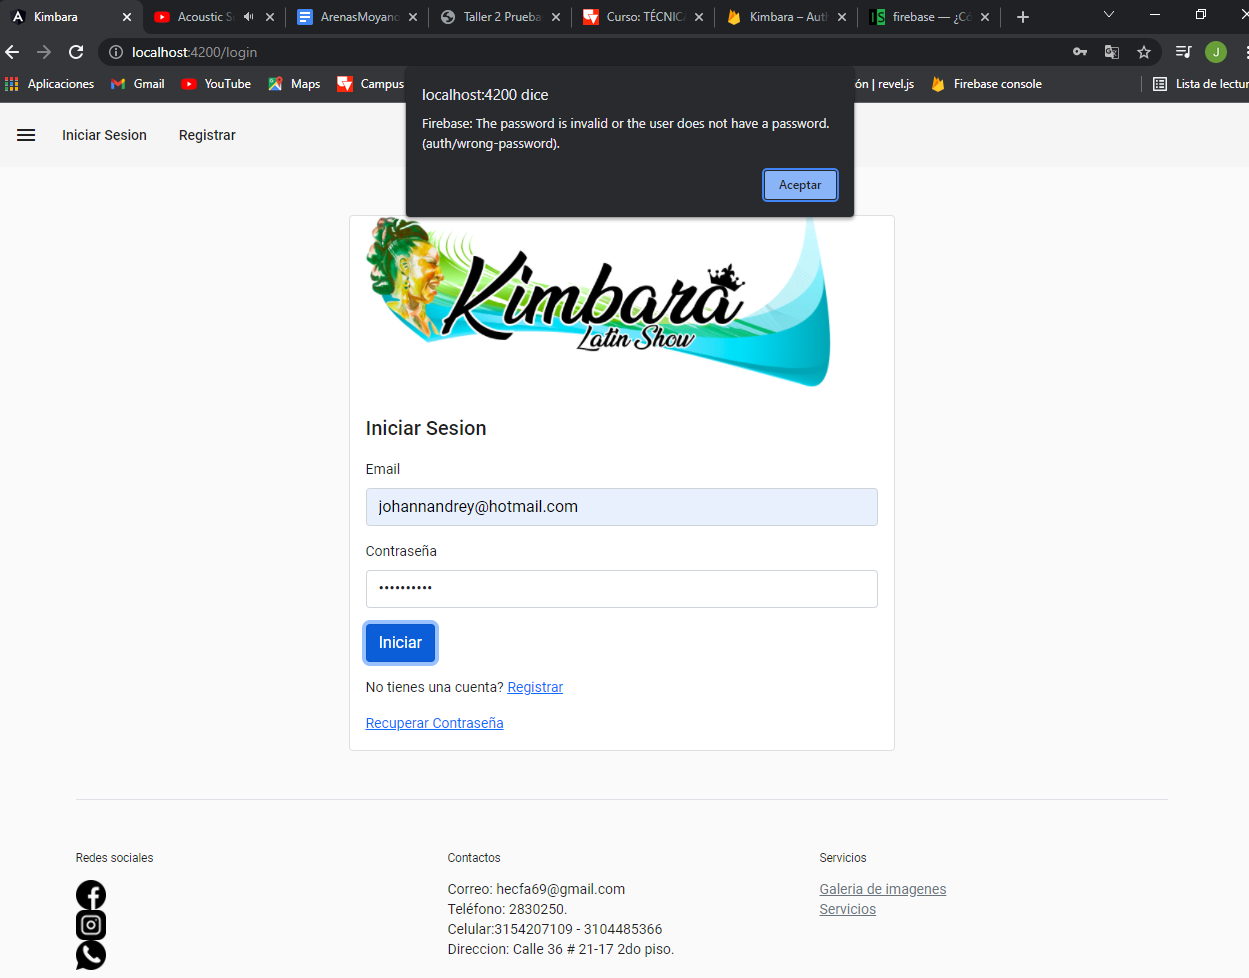 Kimbara
Acoustic S
ArenasMoyano
Taller 2 Prueba
Curso: TÉCNIC
Kimbara – Auth
firebase — ¿Có
localhost:4200/login
J
Aplicaciones
Gmail
YouTube
Maps
Campus
ón | revel.js
Firebase console
Lista de lectur
localhost:4200 dice
Firebase: The password is invalid or the user does not have a password.
(auth/wrong-password).
Aceptar
Iniciar Sesion
Registrar
Kimbara
Latin Show
Iniciar Sesion
Email
johannandrey@hotmail.com
Contraseña
••••••••••
Iniciar
No tienes una cuenta? Registrar
Recuperar Contraseña
Redes sociales
Contactos
Correo: hecfa69@gmail.com
Teléfono: 2830250.
Celular:3154207109 - 3104485366
Direccion: Calle 36 # 21-17 2do piso.
Servicios
Galeria de imagenes
Servicios